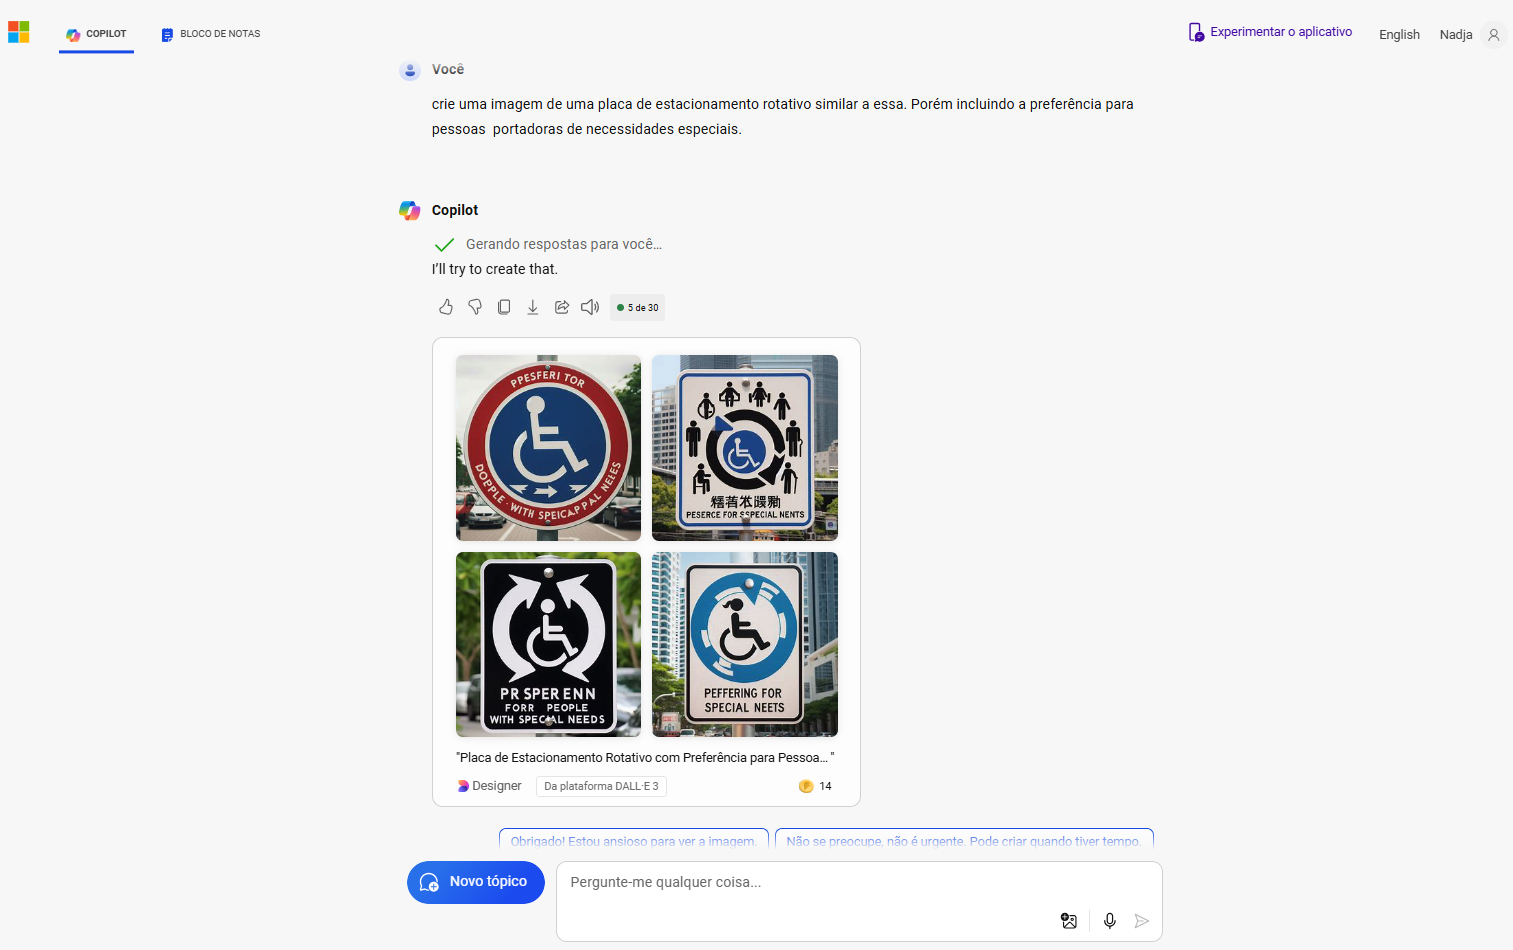 COPILOT
BLOCO DE NOTAS
Experimentar o aplicativo
English
Nadja
Você
crie uma imagem de uma placa de estacionamento rotativo similar a essa. Porém incluindo a preferência para
pessoas portadoras de necessidades especiais.
Copilot
Gerando respostas para você...
I'll try to create that.
5 de 30
PPESFERI TOR
DOPPLE · WITH SPEICA,PPAL NEIES
PESERCE FOR SSPECIAL NENTS
PR SPER ENN
FORR PEOPLE
WITH SPECIAL NEEDS
PEFFERING FOR
SPECIAL NEETS
"Placa de Estacionamento Rotativo com Preferência para Pessoa... "
Designer
Da plataforma DALL·E 3
14
Obrigado! Estou ansioso para ver a imagem.
Não se preocupe, não é urgente. Pode criar quando tiver tempo.
Novo tópico
Pergunte-me qualquer coisa...